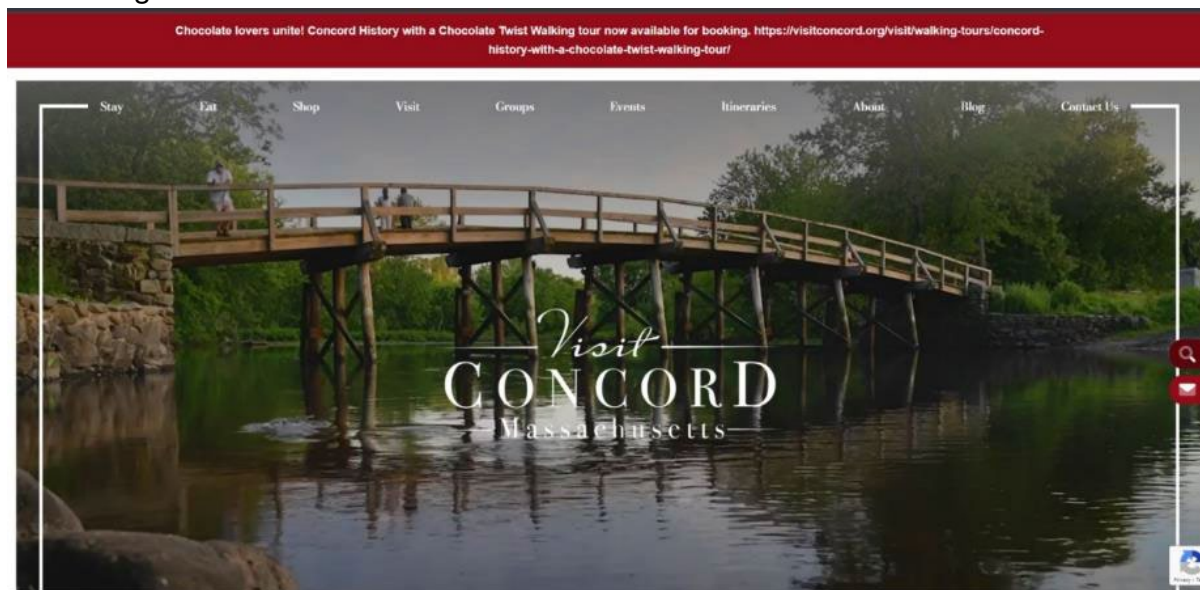 Chocolate lovers unite! Concord History with a Chocolate Twist Walking tour now available for booking. https://visitconcord.org/visit/walking-tours/concord-
history-with-a-chocolate-twist-walking-tour/
Stay Eat Shop Visit Groups Events Itineraries About Blog Contact Us
Visit
CONCORD
Massachusetts